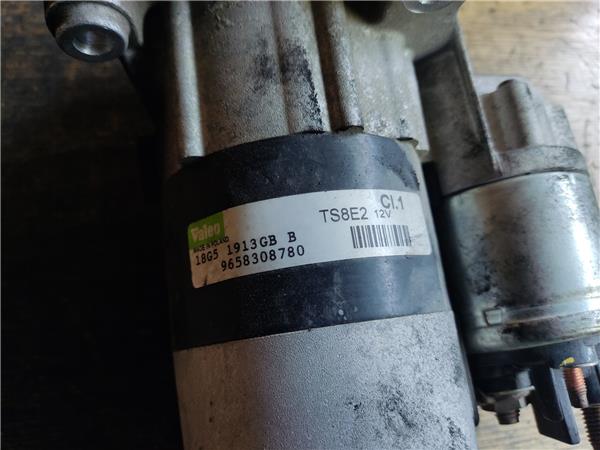 Valeo
MADE IN POLAND
TS8E2 Cl.1
12V
18G5 1913GB B
9658308780